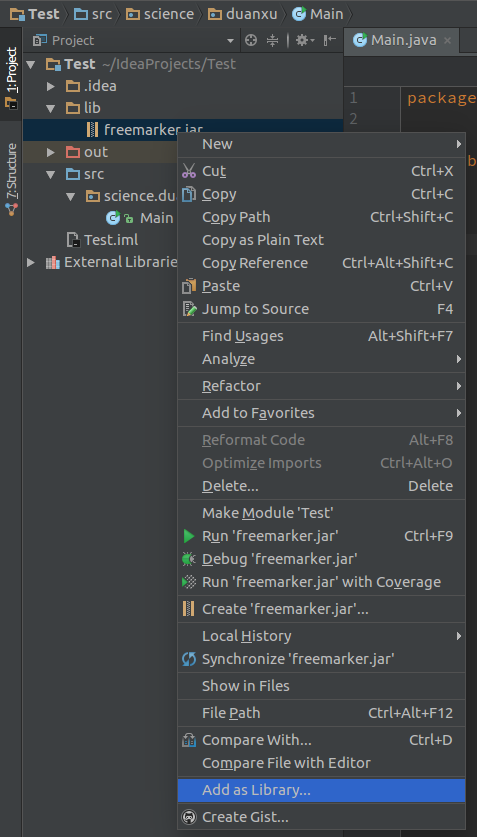 Test src science duanxu Main
1: Project
7: Structure
Project
Main.java
Test ~/IdeaProjects/Test
.idea
lib
freemarker.jar
out
src
science.du
Main
Test.iml
External Librarie
1
2
package
b
New
Cut Ctrl+X
Copy Ctrl+C
Copy Path Ctrl+Shift+C
Copy as Plain Text
Copy Reference Ctrl+Alt+Shift+C
Paste Ctrl+V
Jump to Source F4
Find Usages Alt+Shift+F7
Analyze
Refactor
Add to Favorites
Reformat Code Alt+F8
Optimize Imports Ctrl+Alt+O
Delete... Delete
Make Module 'Test'
Run 'freemarker.jar' Ctrl+F9
Debug 'freemarker.jar'
Run 'freemarker.jar' with Coverage
Create 'freemarker.jar'...
Local History
Synchronize 'freemarker.jar'
Show in Files
File Path Ctrl+Alt+F12
Compare With... Ctrl+D
Compare File with Editor
Add as Library...
Create Gist...